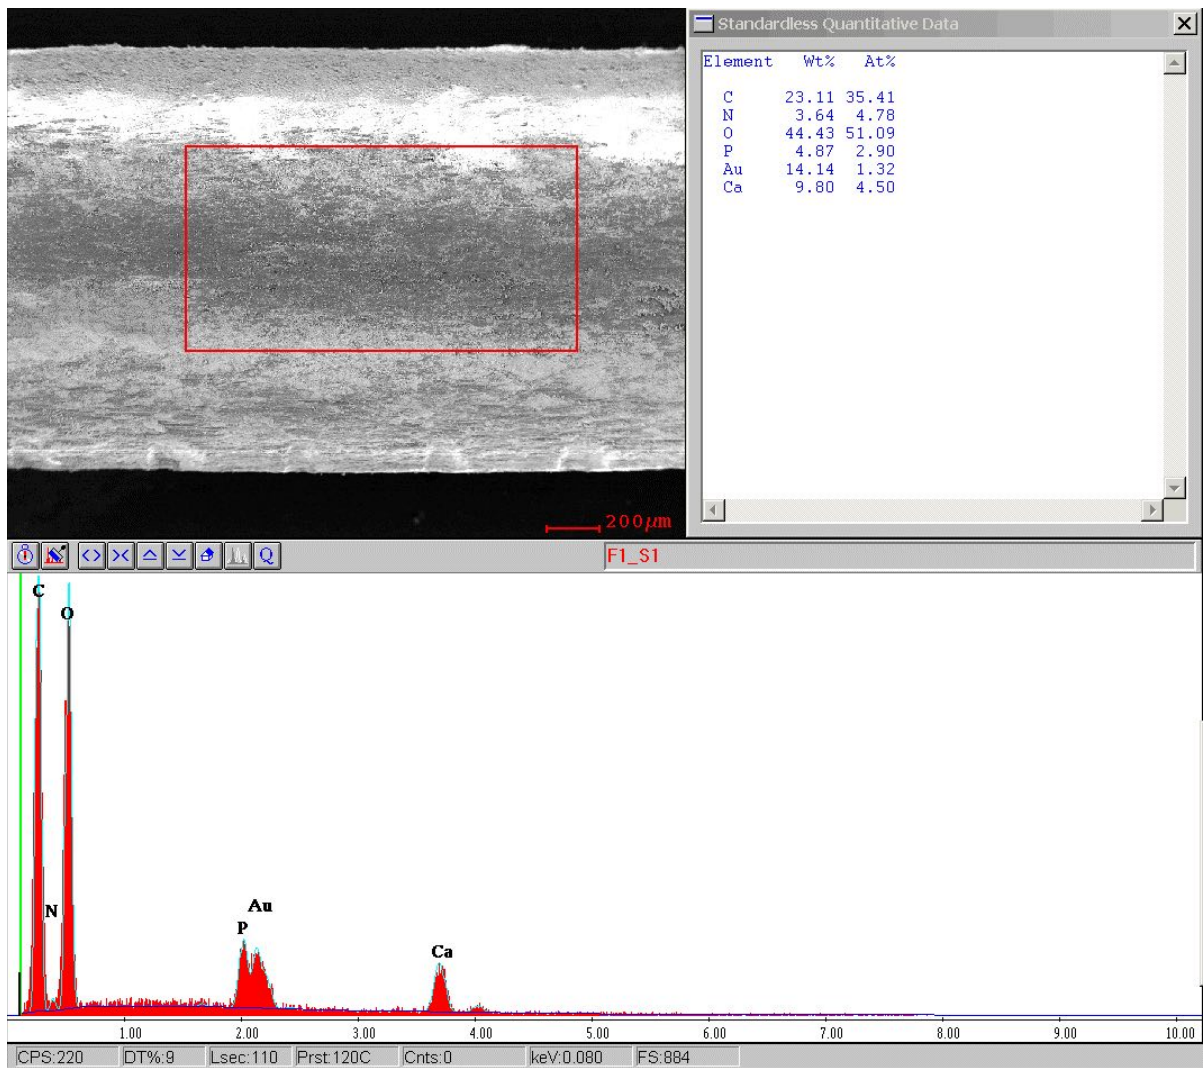 Standardless Quantitative Data
Element Wt% At%
C 23.11 35.41
N 3.64 4.78
O 44.43 51.09
P 4.87 2.90
Au 14.14 1.32
Ca 9.80 4.50
200μm
Q
F1_S1
C
O
N
P
Au
Ca
1.00 2.00 3.00 4.00 5.00 6.00 7.00 8.00 9.00 10.00
CPS:220 DT%:9 Lsec:110 Prst:120C Cnts:0 keV:0.080 FS:884